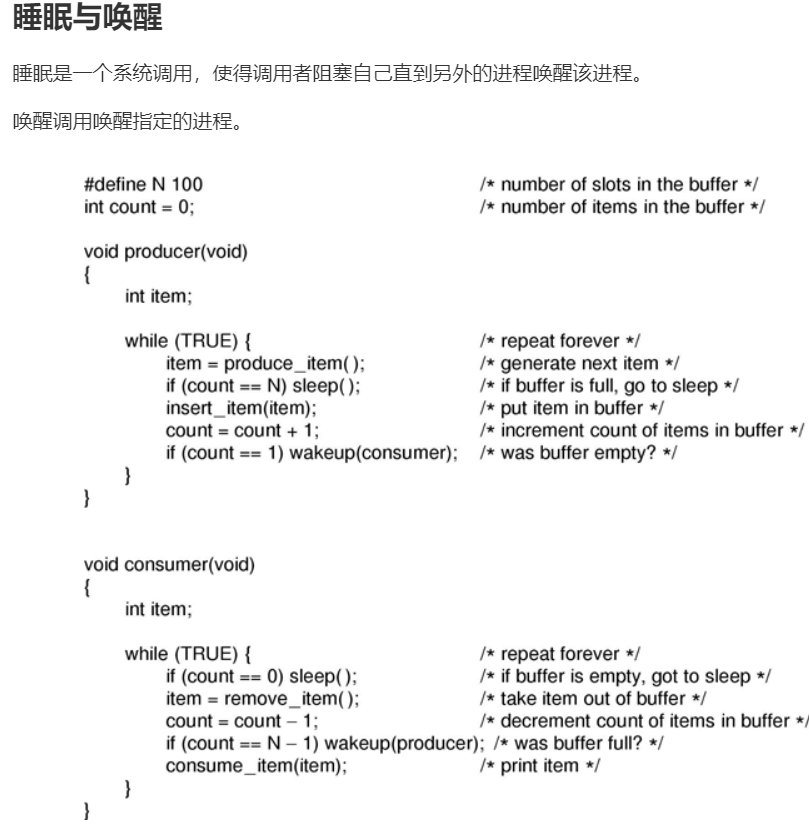 睡眠与唤醒
睡眠是一个系统调用，使得调用者阻塞自己直到另外的进程唤醒该进程。
唤醒调用唤醒指定的进程。
#define N 100 /* number of slots in the buffer */
int count = 0; /* number of items in the buffer */
void producer(void)
{
int item;
while (TRUE) { /* repeat forever */
item = produce_item( ); /* generate next item */
if (count == N) sleep( ); /* if buffer is full, go to sleep */
insert_item(item); /* put item in buffer */
count = count + 1; /* increment count of items in buffer */
if (count == 1) wakeup(consumer); /* was buffer empty? */
}
}
void consumer(void)
{
int item;
while (TRUE) { /* repeat forever */
if (count == 0) sleep( ); /* if buffer is empty, got to sleep */
item = remove_item( ); /* take item out of buffer */
count = count – 1; /* decrement count of items in buffer */
if (count == N – 1) wakeup(producer); /* was buffer full? */
consume_item(item); /* print item */
}
}